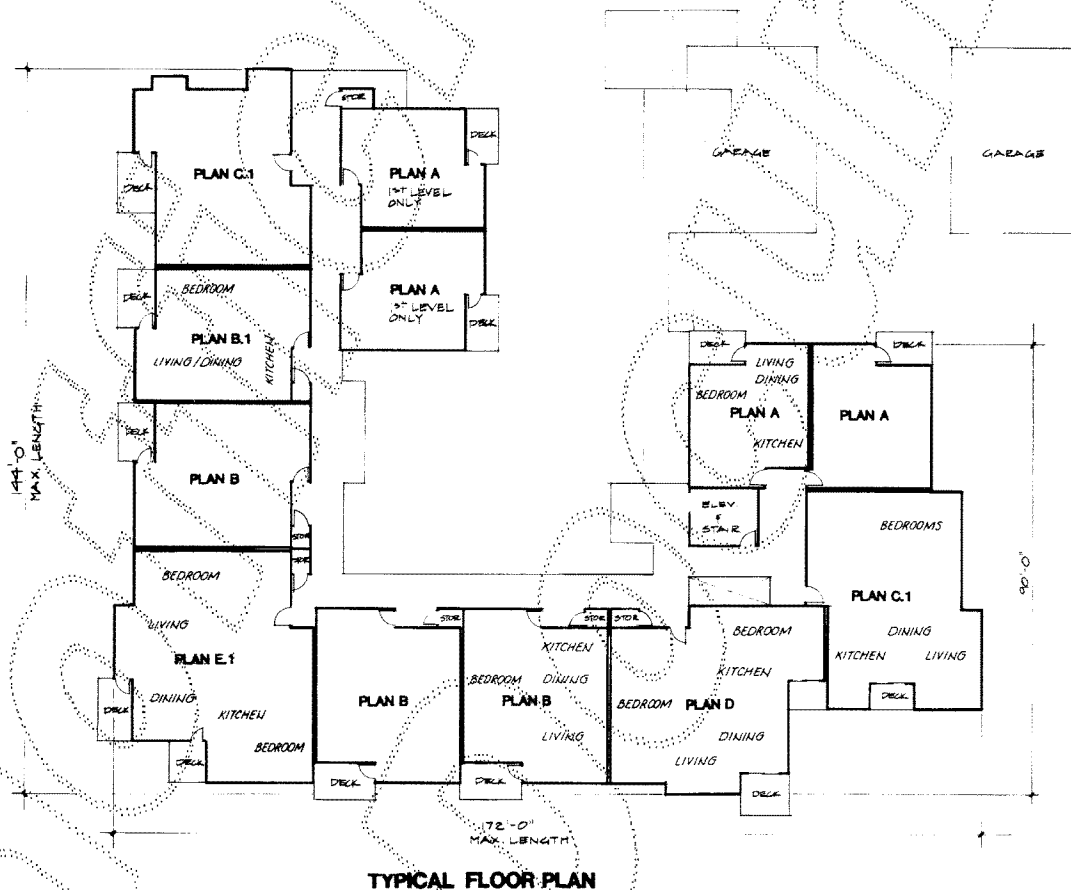 STOR
DECK
PLAN C.1
DECK
PLAN A
1ST LEVEL
ONLY
DECK
BEDROOM
PLAN B.1
LIVING / DINING
KITCHEN
PLAN A
1ST LEVEL
ONLY
DECK
DECK
PLAN B
STOR
STOR
144'-0"
MAX. LENGTH
GARAGE
GARAGE
DECK
LIVING
DINING
BEDROOM
PLAN A
KITCHEN
DECK
PLAN A
ELEV.
&
STAIR
BEDROOMS
PLAN C.1
DINING
KITCHEN
LIVING
DECK
90'-0"
BEDROOM
LIVING
PLAN E.1
DINING
KITCHEN
BEDROOM
DECK
DECK
STOR
PLAN B
DECK
STOR
KITCHEN
BEDROOM
DINING
PLAN B
LIVING
DECK
STOR
BEDROOM
KITCHEN
BEDROOM
PLAN D
DINING
LIVING
DECK
172'-0"
MAX. LENGTH
TYPICAL FLOOR PLAN